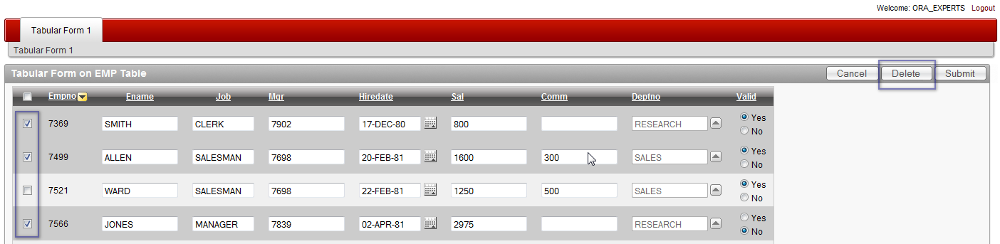 Welcome: ORA_EXPERTS Logout
Tabular Form 1
Tabular Form 1
Tabular Form on EMP Table Cancel Delete Submit
Empno Ename Job Mgr Hiredate Sal Comm Deptno Valid
7369 SMITH CLERK 7902 17-DEC-80 800 RESEARCH Yes
No
7499 ALLEN SALESMAN 7698 20-FEB-81 1600 300 SALES Yes
No
7521 WARD SALESMAN 7698 22-FEB-81 1250 500 SALES Yes
No
7566 JONES MANAGER 7839 02-APR-81 2975 RESEARCH Yes
No